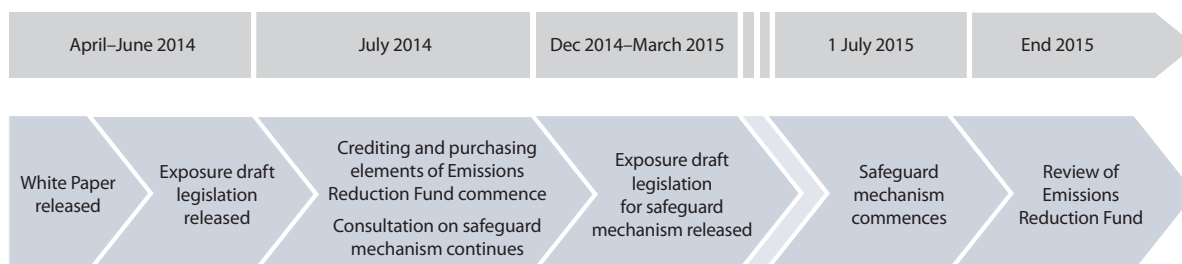 April–June 2014
July 2014
Dec 2014–March 2015
1 July 2015
End 2015
White Paper
released
Exposure draft
legislation
released
Crediting and purchasing
elements of Emissions
Reduction Fund commence
Consultation on safeguard
mechanism continues
Exposure draft
legislation
for safeguard
mechanism released
Safeguard
mechanism
commences
Review of
Emissions
Reduction Fund